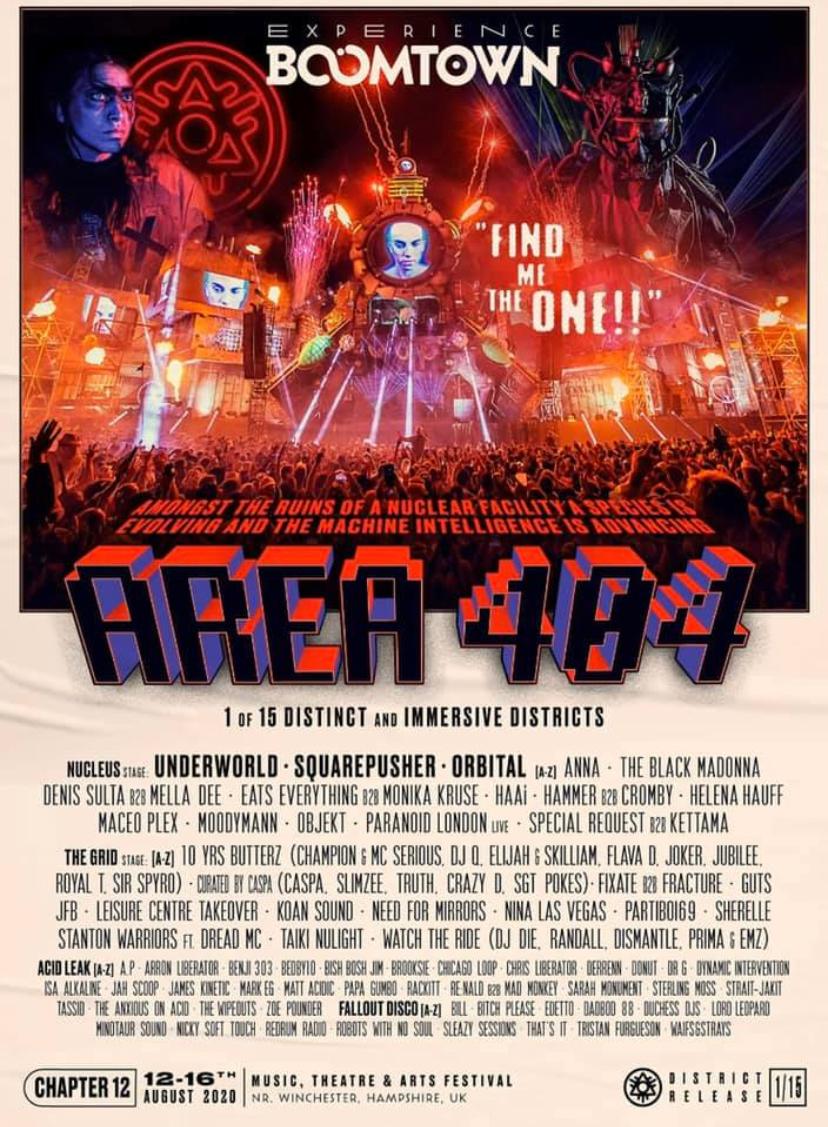 EXPERIENCE
BOOMTOWN
"FIND
ME
THE ONE!!"
AMONGST THE RUINS OF A NUCLEAR FACILITY A SPECIES IS
EVOLVING AND THE MACHINE INTELLIGENCE IS ADVANCING
AREA 404
1 OF 15 DISTINCT AND IMMERSIVE DISTRICTS
NUCLEUS STAGE: UNDERWORLD · SQUAREPUSHER · ORBITAL [A-Z] ANNA · THE BLACK MADONNA
DENIS SULTA B2B MELLA DEE · EATS EVERYTHING B2B MONIKA KRUSE · HAAi · HAMMER B2B CROMBY · HELENA HAUFF
MACEO PLEX · MOODYMANN · OBJEKT · PARANOID LONDON LIVE · SPECIAL REQUEST B2B KETTAMA
THE GRID STAGE: [A-Z] 10 YRS BUTTERZ (CHAMPION & MC SERIOUS, DJ Q, ELIJAH & SKILLIAM, FLAVA D, JOKER, JUBILEE,
ROYAL T, SIR SPYRO) · CURATED BY CASPA (CASPA, SLIMZEE, TRUTH, CRAZY D, SGT POKES) · FIXATE B2B FRACTURE · GUTS
JFB · LEISURE CENTRE TAKEOVER · KOAN SOUND · NEED FOR MIRRORS · NINA LAS VEGAS · PARTIBOI69 · SHERELLE
STANTON WARRIORS FT. DREAD MC · TAIKI NULIGHT · WATCH THE RIDE (DJ DIE, RANDALL, DISMANTLE, PRIMA & EMZ)
ACID LEAK [A-Z] A.P · ARRON LIBERATOR · BENJI 303 · BEDBY10 · BISH BOSH JIM · BROOKSIE · CHICAGO LOOP · CHRIS LIBERATOR · DERRENN · DONUT · DR G · DYNAMIC INTERVENTION
ISA ALKALINE · JAH SCOOP · JAMES KINETIC · MARK EG · MATT ACIDIC · PAPA GUMBO · RACKITT · RE:NALD B2B MAD MONKEY · SARAH MONUMENT · STERLING MOSS · STRAIT-JAKIT
TASSID · THE ANXIOUS ON ACID · THE WIPEOUTS · ZOE POUNDER FALLOUT DISCO [A-Z] BILL · BITCH PLEASE · EDETTO · DADBOD 88 · DUCHESS DJS · LORD LEOPARD
MINOTAUR SOUND · NICKY SOFT TOUCH · REDRUM RADIO · ROBOTS WITH NO SOUL · SLEAZY SESSIONS · THAT'S IT · TRISTAN FURGUESON · WAIFS&STRAYS
CHAPTER 12
12-16TH
AUGUST 2020
MUSIC, THEATRE & ARTS FESTIVAL
NR. WINCHESTER, HAMPSHIRE, UK
DISTRICT
RELEASE
1/15